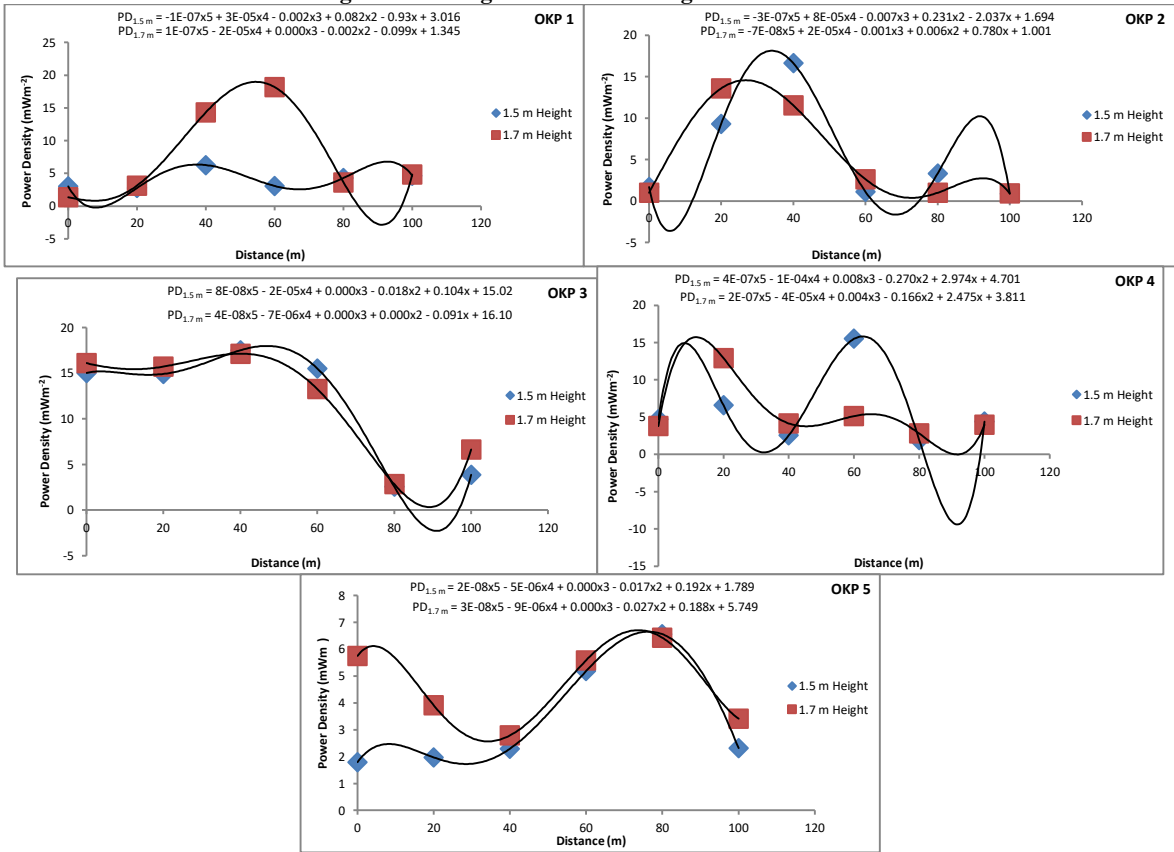 OKP 1
PD1.5 m = -1E-07x5 + 3E-05x4 - 0.002x3 + 0.082x2 - 0.93x + 3.016
PD1.7 m = 1E-07x5 - 2E-05x4 + 0.000x3 - 0.002x2 - 0.099x + 1.345
25
20
15
10
5
0
-5
Power Density (mWm-2)
0 20 40 60 80 100 120
Distance (m)
1.5 m Height
1.7 m Height
OKP 2
PD1.5 m = -3E-07x5 + 8E-05x4 - 0.007x3 + 0.231x2 - 2.037x + 1.694
PD1.7 m = -7E-08x5 + 2E-05x4 - 0.001x3 + 0.006x2 + 0.780x + 1.001
20
15
10
5
0
-5
Power Density (mWm-2)
0 20 40 60 80 100 120
Distance (m)
1.5 m Height
1.7 m Height
OKP 3
PD1.5 m = 8E-08x5 - 2E-05x4 + 0.000x3 - 0.018x2 + 0.104x + 15.02
PD1.7 m = 4E-08x5 - 7E-06x4 + 0.000x3 + 0.000x2 - 0.091x + 16.10
20
15
10
5
0
-5
Power Density (mWm-2)
0 20 40 60 80 100 120
Distance (m)
1.5 m Height
1.7 m Height
OKP 4
PD1.5 m = 4E-07x5 - 1E-04x4 + 0.008x3 - 0.270x2 + 2.974x + 4.701
PD1.7 m = 2E-07x5 - 4E-05x4 + 0.004x3 - 0.166x2 + 2.475x + 3.811
20
15
10
5
0
-5
-10
-15
Power Density (mWm-2)
0 20 40 60 80 100 120
Distance (m)
1.5 m Height
1.7 m Height
OKP 5
PD1.5 m = 2E-08x5 - 5E-06x4 + 0.000x3 - 0.017x2 + 0.192x + 1.789
PD1.7 m = 3E-08x5 - 9E-06x4 + 0.000x3 - 0.027x2 + 0.188x + 5.749
8
7
6
5
4
3
2
1
0
Power Density (mWm )
0 20 40 60 80 100 120
Distance (m)
1.5 m Height
1.7 m Height